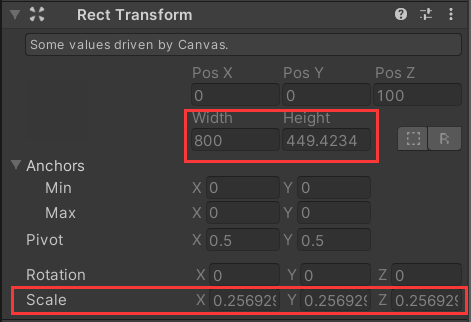 Rect Transform
Some values driven by Canvas.
Pos X Pos Y Pos Z
0 0 100
Width Height
800 449.4234
R
Anchors
Min X 0 Y 0
Max X 0 Y 0
Pivot X 0.5 Y 0.5
Rotation X 0 Y 0 Z 0
Scale X 0.256929 Y 0.256929 Z 0.256929